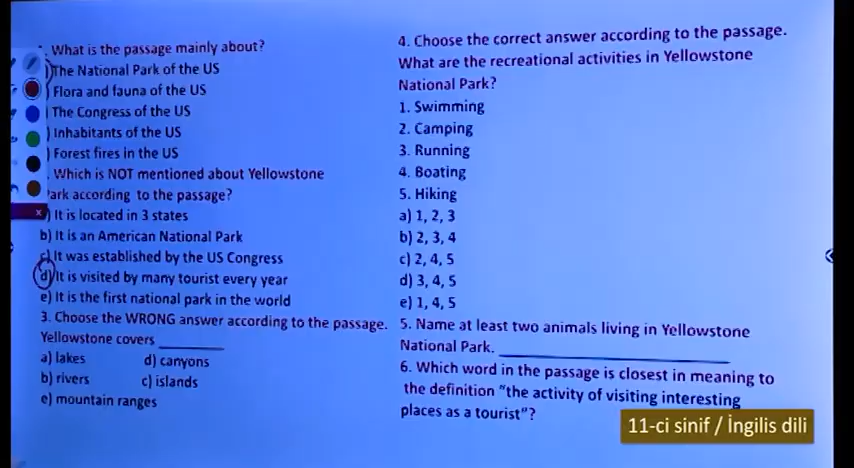 . What is the passage mainly about?
) The National Park of the US
) Flora and fauna of the US
) The Congress of the US
) Inhabitants of the US
) Forest fires in the US
. Which is NOT mentioned about Yellowstone
ark according to the passage?
) It is located in 3 states
b) It is an American National Park
c) It was established by the US Congress
d) It is visited by many tourist every year
e) It is the first national park in the world
3. Choose the WRONG answer according to the passage.
Yellowstone covers ________
a) lakes d) canyons
b) rivers c) islands
e) mountain ranges
4. Choose the correct answer according to the passage.
What are the recreational activities in Yellowstone
National Park?
1. Swimming
2. Camping
3. Running
4. Boating
5. Hiking
a) 1, 2, 3
b) 2, 3, 4
c) 2, 4, 5
d) 3, 4, 5
e) 1, 4, 5
5. Name at least two animals living in Yellowstone
National Park. ________________
6. Which word in the passage is closest in meaning to
the definition "the activity of visiting interesting
places as a tourist"?
11-ci sinif / İngilis dili